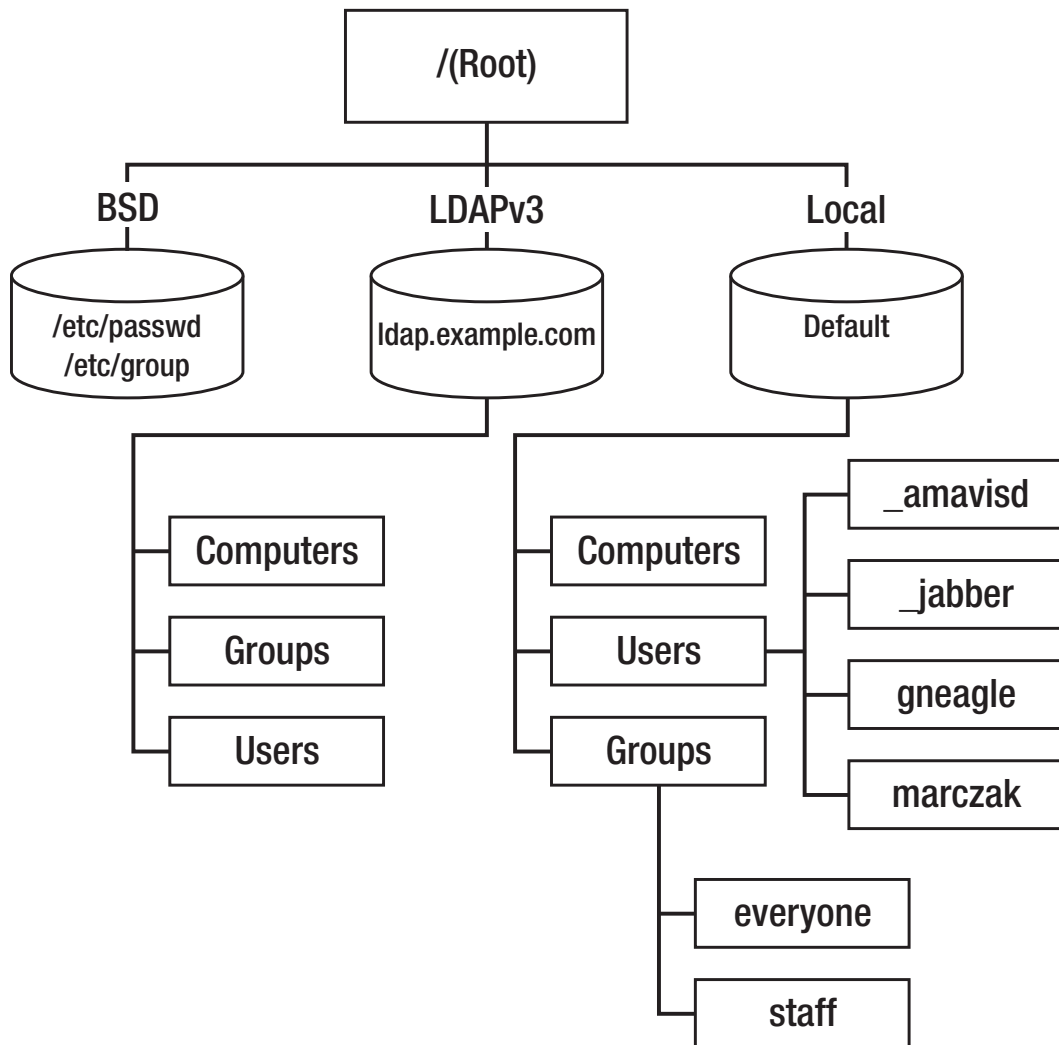 /(Root)
BSD
LDAPv3
Local
/etc/passwd
/etc/group
ldap.example.com
Default
Computers
Groups
Users
Computers
Users
Groups
_amavisd
_jabber
gneagle
marczak
everyone
staff